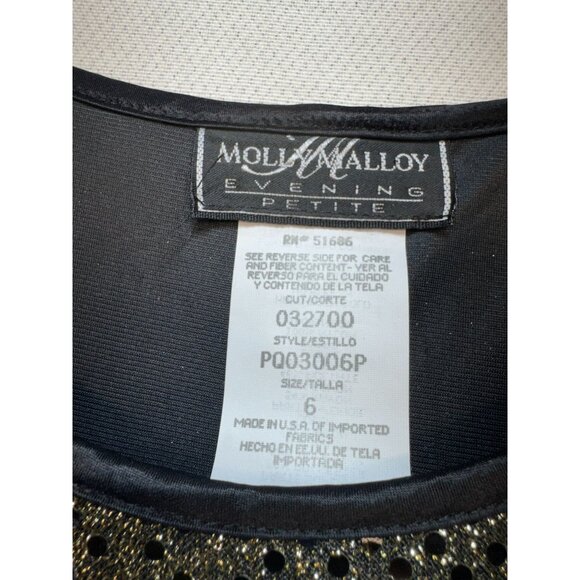 MOLLY MALLOY
EVENING
PETITE
RN# 51686
SEE REVERSE SIDE FOR CARE
AND FIBER CONTENT- VER AL
REVERSO PARA EL CUIDADO
Y CONTENIDO DE LA TELA
CUT/CORTE
032700
STYLE/ESTILLO
PQ03006P
SIZE/TALLA
6
MADE IN U.S.A. OF IMPORTED
FABRICS
HECHO EN EE.UU. DE TELA
IMPORTADA